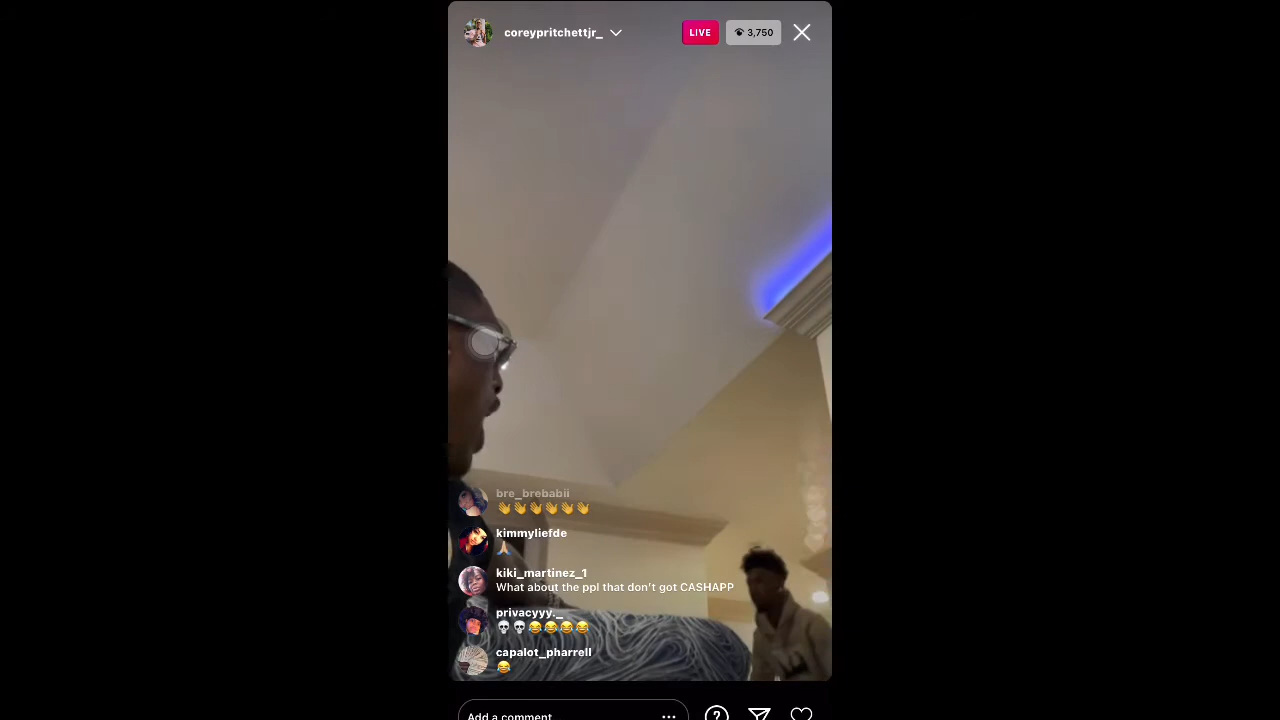 coreypritchettjr_
LIVE
3,750
bre_brebabii
👋👋👋👋👋👋
kimmyliefde
🙏🏼
kiki_martinez_1
What about the ppl that don't got CASHAPP
privacyyy._
💀💀😂😂😂😂
capalot_pharrell
😂
Add a comment